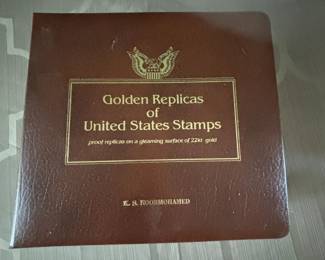 Golden Replicas
of
United States Stamps
proof replicas on a gleaming surface of 22kt gold
K. S. NOORMOHAMED